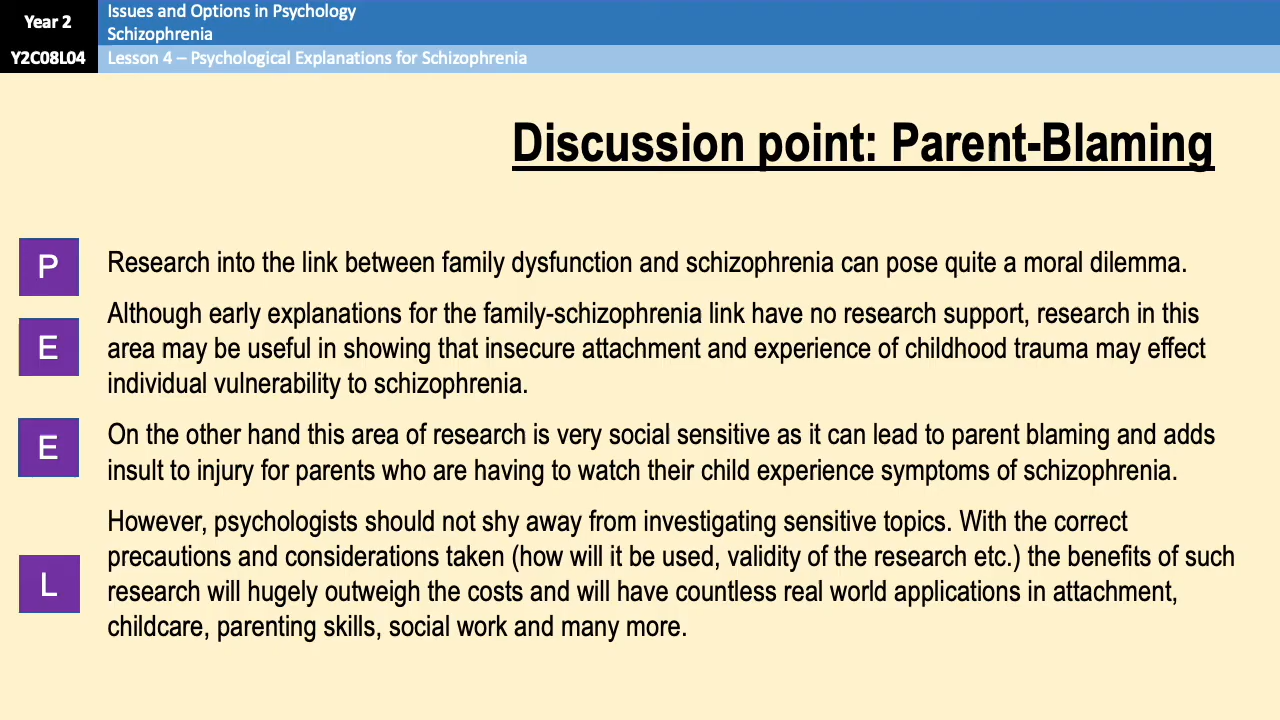 Year 2
Issues and Options in Psychology
Schizophrenia
Y2C08L04
Lesson 4 – Psychological Explanations for Schizophrenia
Discussion point: Parent-Blaming
P
Research into the link between family dysfunction and schizophrenia can pose quite a moral dilemma.
E
Although early explanations for the family-schizophrenia link have no research support, research in this
area may be useful in showing that insecure attachment and experience of childhood trauma may effect
individual vulnerability to schizophrenia.
E
On the other hand this area of research is very social sensitive as it can lead to parent blaming and adds
insult to injury for parents who are having to watch their child experience symptoms of schizophrenia.
L
However, psychologists should not shy away from investigating sensitive topics. With the correct
precautions and considerations taken (how will it be used, validity of the research etc.) the benefits of such
research will hugely outweigh the costs and will have countless real world applications in attachment,
childcare, parenting skills, social work and many more.